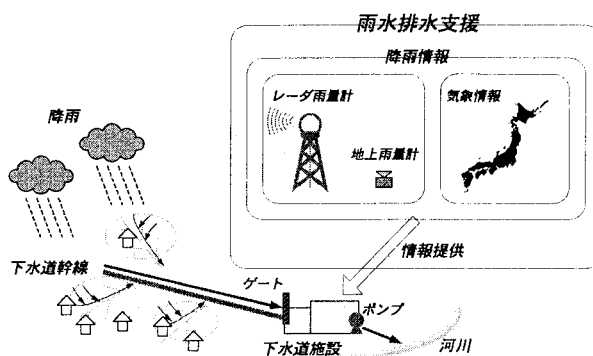 雨水排水支援
降雨情報
レーダ雨量計
気象情報
地上雨量計
降雨
情報提供
下水道幹線
ゲート
ポンプ
下水道施設
河川